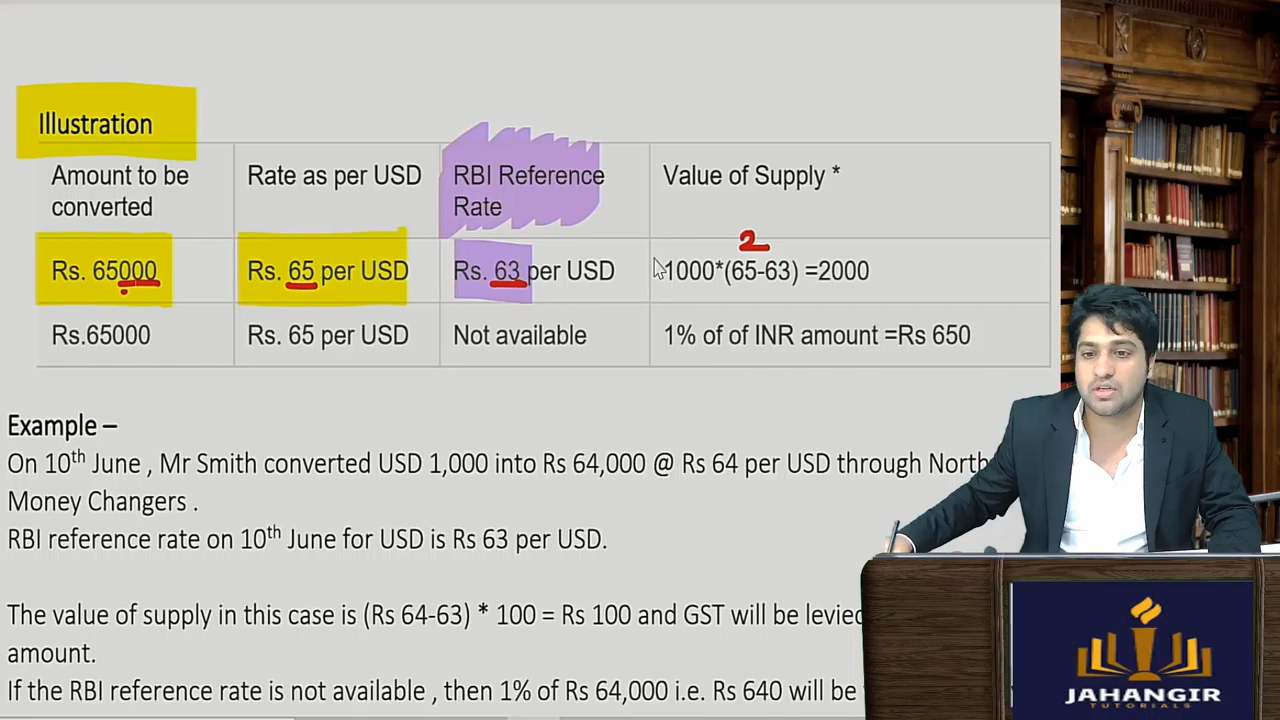 Illustration
Amount to be converted | Rate as per USD | RBI Reference Rate | Value of Supply *
2
Rs. 65000 | Rs. 65 per USD | Rs. 63 per USD | 1000*(65-63) =2000
Rs.65000 | Rs. 65 per USD | Not available | 1% of of INR amount =Rs 650
Example –
On 10th June , Mr Smith converted USD 1,000 into Rs 64,000 @ Rs 64 per USD through North
Money Changers .
RBI reference rate on 10th June for USD is Rs 63 per USD.
The value of supply in this case is (Rs 64-63) * 100 = Rs 100 and GST will be levied
amount.
If the RBI reference rate is not available , then 1% of Rs 64,000 i.e. Rs 640 will be
JAHANGIR
TUTORIALS